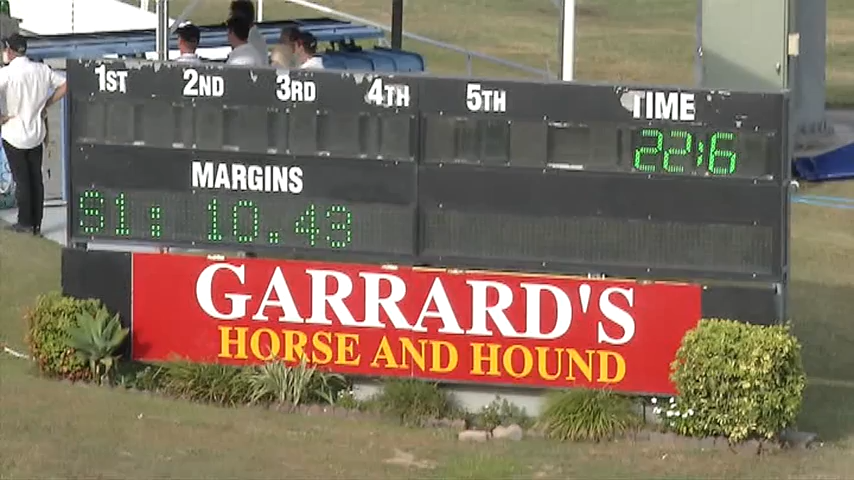 1ST 2ND 3RD 4TH 5TH TIME
22:6
MARGINS
S1: 10.43
GARRARD'S
HORSE AND HOUND